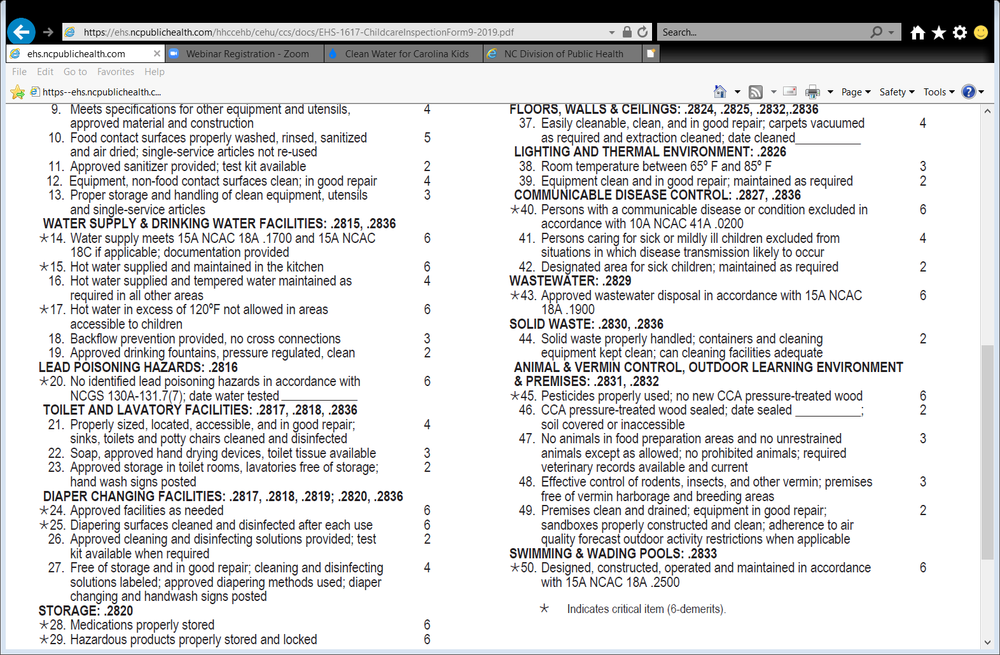 https://ehs.ncpublichealth.com/hhccehb/cehu/ccs/docs/EHS-1617-ChildcareInspectionForm9-2019.pdf
Search...
ehs.ncpublichealth.com
Webinar Registration - Zoom
Clean Water for Carolina Kids
NC Division of Public Health
File Edit Go to Favorites Help
https--ehs.ncpublichealth.c...
Page Safety Tools
9. Meets specifications for other equipment and utensils, 4
approved material and construction
10. Food contact surfaces properly washed, rinsed, sanitized 5
and air dried; single-service articles not re-used
11. Approved sanitizer provided; test kit available 2
12. Equipment, non-food contact surfaces clean; in good repair 4
13. Proper storage and handling of clean equipment, utensils 3
and single-service articles
WATER SUPPLY & DRINKING WATER FACILITIES: .2815, .2836
*14. Water supply meets 15A NCAC 18A .1700 and 15A NCAC 6
18C if applicable; documentation provided
*15. Hot water supplied and maintained in the kitchen 6
16. Hot water supplied and tempered water maintained as 4
required in all other areas
*17. Hot water in excess of 120ºF not allowed in areas 6
accessible to children
18. Backflow prevention provided, no cross connections 3
19. Approved drinking fountains, pressure regulated, clean 2
LEAD POISONING HAZARDS: .2816
*20. No identified lead poisoning hazards in accordance with 6
NCGS 130A-131.7(7); date water tested ____________
TOILET AND LAVATORY FACILITIES: .2817, .2818, .2836
21. Properly sized, located, accessible, and in good repair; 4
sinks, toilets and potty chairs cleaned and disinfected
22. Soap, approved hand drying devices, toilet tissue available 3
23. Approved storage in toilet rooms, lavatories free of storage; 2
hand wash signs posted
DIAPER CHANGING FACILITIES: .2817, .2818, .2819; .2820, .2836
*24. Approved facilities as needed 6
*25. Diapering surfaces cleaned and disinfected after each use 6
26. Approved cleaning and disinfecting solutions provided; test 2
kit available when required
27. Free of storage and in good repair; cleaning and disinfecting 4
solutions labeled; approved diapering methods used; diaper
changing and handwash signs posted
STORAGE: .2820
*28. Medications properly stored 6
*29. Hazardous products properly stored and locked 6
FLOORS, WALLS & CEILINGS: .2824, .2825, .2832,.2836
37. Easily cleanable, clean, and in good repair; carpets vacuumed 4
as required and extraction cleaned; date cleaned__________
LIGHTING AND THERMAL ENVIRONMENT: .2826
38. Room temperature between 65º F and 85º F 3
39. Equipment clean and in good repair; maintained as required 2
COMMUNICABLE DISEASE CONTROL: .2827, .2836
*40. Persons with a communicable disease or condition excluded in 6
accordance with 10A NCAC 41A .0200
41. Persons caring for sick or mildly ill children excluded from 4
situations in which disease transmission likely to occur
42. Designated area for sick children; maintained as required 2
WASTEWATER: .2829
*43. Approved wastewater disposal in accordance with 15A NCAC 6
18A .1900
SOLID WASTE: .2830, .2836
44. Solid waste properly handled; containers and cleaning 2
equipment kept clean; can cleaning facilities adequate
ANIMAL & VERMIN CONTROL, OUTDOOR LEARNING ENVIRONMENT
& PREMISES: .2831, .2832
*45. Pesticides properly used; no new CCA pressure-treated wood 6
46. CCA pressure-treated wood sealed; date sealed __________; 2
soil covered or inaccessible
47. No animals in food preparation areas and no unrestrained 3
animals except as allowed; no prohibited animals; required
veterinary records available and current
48. Effective control of rodents, insects, and other vermin; premises 3
free of vermin harborage and breeding areas
49. Premises clean and drained; equipment in good repair; 2
sandboxes properly constructed and clean; adherence to air
quality forecast outdoor activity restrictions when applicable
SWIMMING & WADING POOLS: .2833
*50. Designed, constructed, operated and maintained in accordance 6
with 15A NCAC 18A .2500
* Indicates critical item (6-demerits).